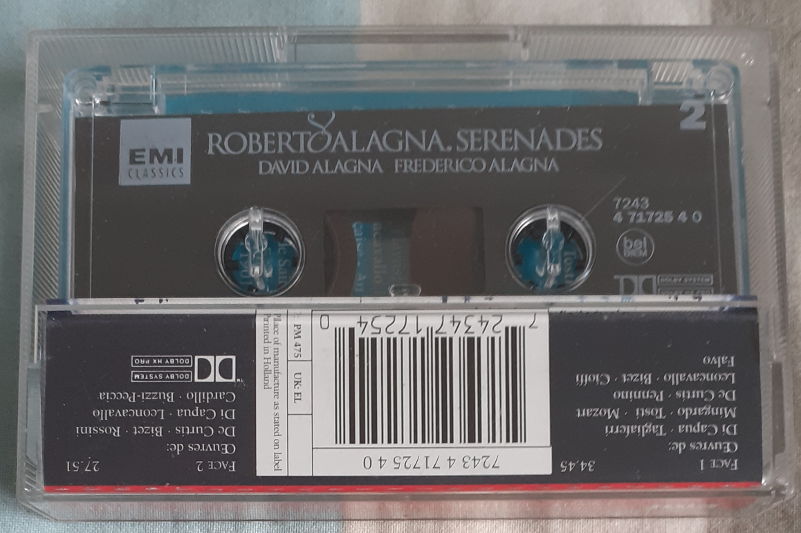 2
EMI
CLASSICS
ROBERTO ALAGNA. SERENADES
DAVID ALAGNA FREDERICO ALAGNA
7243
4 71725 4 0
bel
BIEM
FACE 1 34.45
Œuvres de:
Di Capua · Tagliaferri
Mingardo · Tosti · Mozart
De Curtis · Pennino
Leoncavallo · Bizet · Cioffi
Falvo
7243 4 71725 4 0
7 24347 17254 0
PM 475 UK: EL
Place of manufacture as stated on label
Printed in Holland
FACE 2 27.51
Œuvres de:
De Curtis · Bizet · Rossini
Di Capua · Leoncavallo
Cardillo · Buzzi-Peccia
DOLBY SYSTEM
DOLBY HX PRO